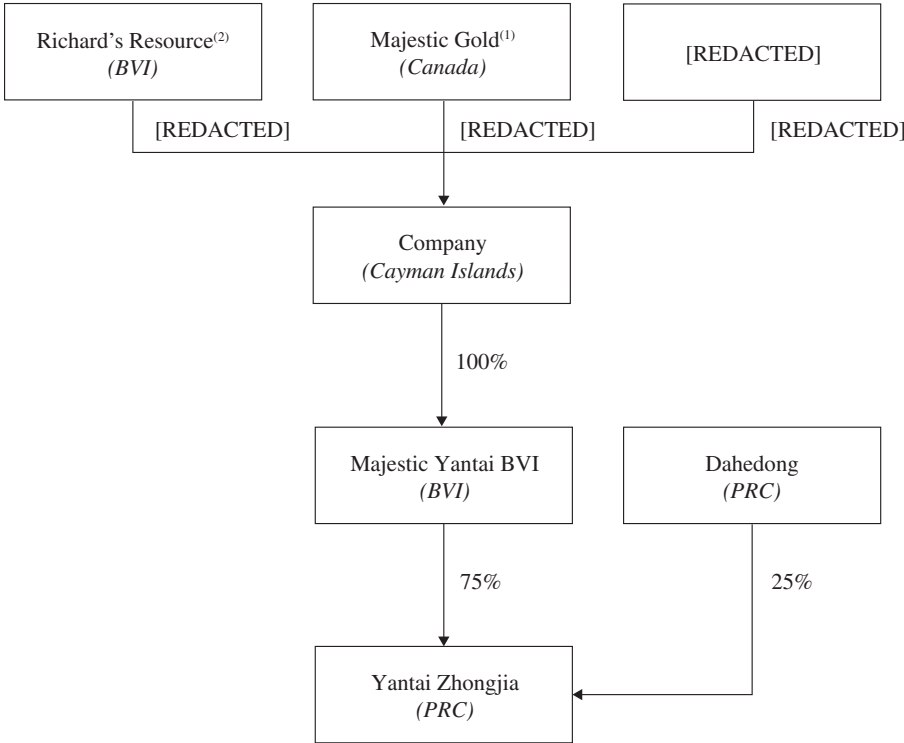 Richard’s Resource(2)
(BVI)
Majestic Gold(1)
(Canada)
[REDACTED]
[REDACTED]
[REDACTED]
[REDACTED]
Company
(Cayman Islands)
100%
Majestic Yantai BVI
(BVI)
Dahedong
(PRC)
75%
25%
Yantai Zhongjia
(PRC)